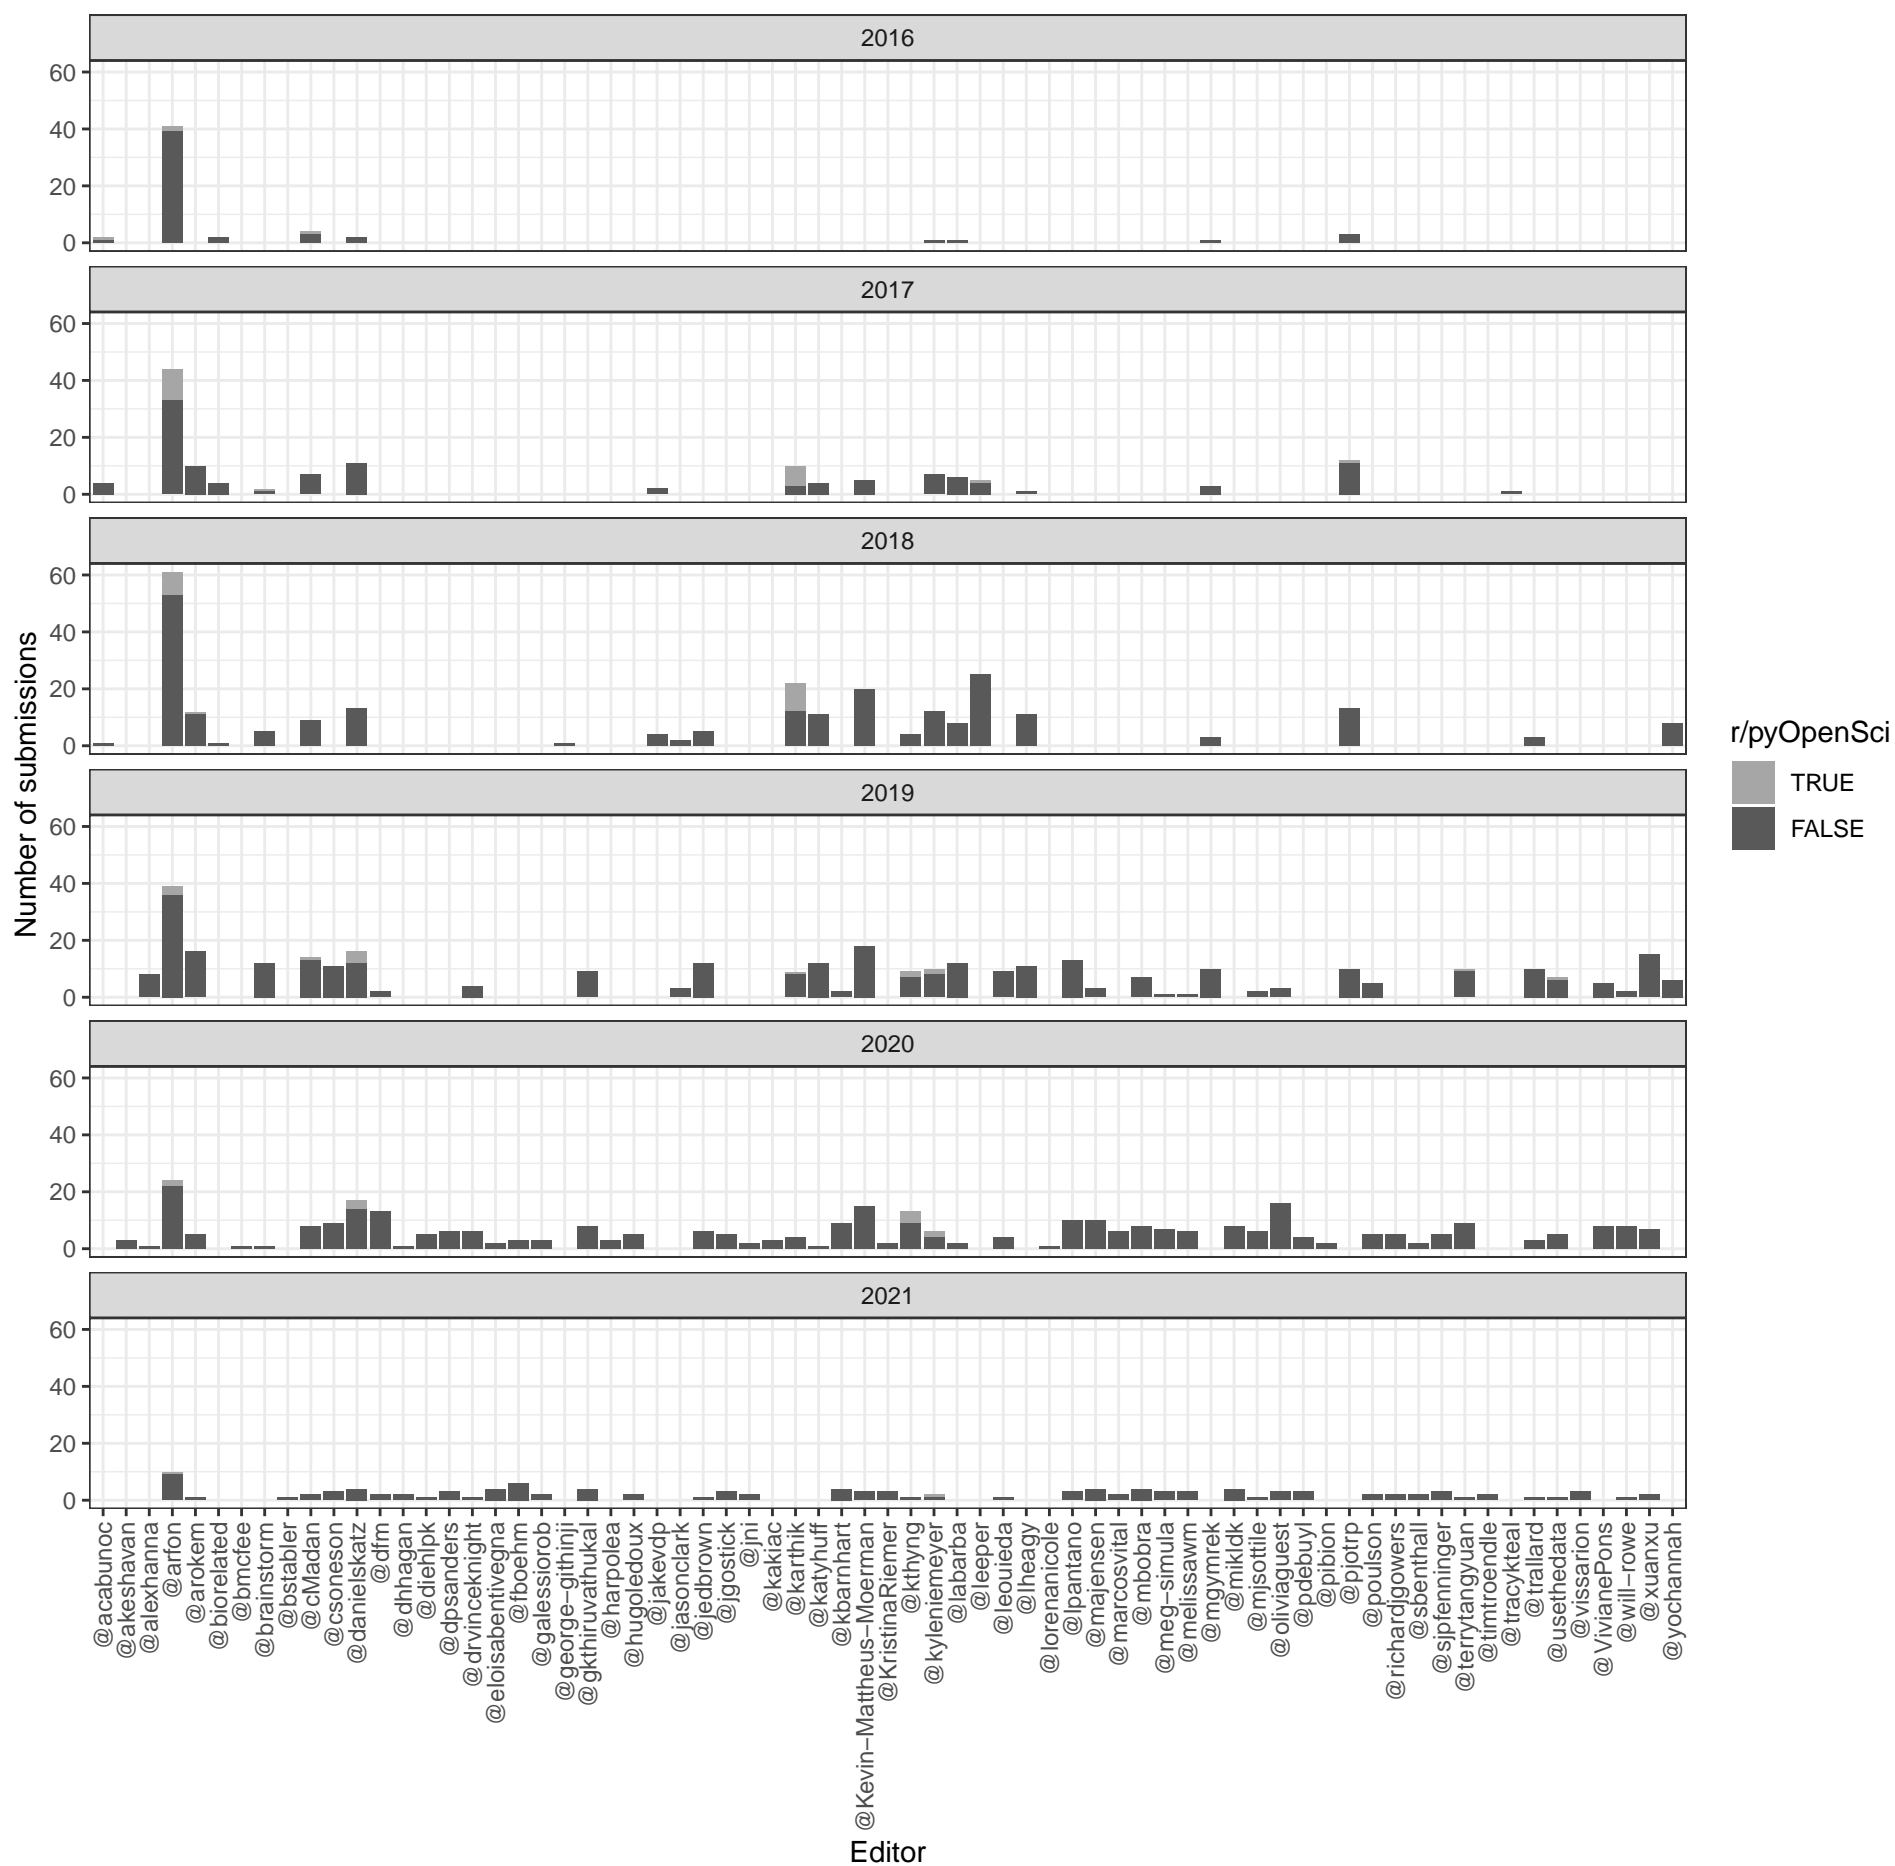 2016
60
40
20
0
2017
60
40
20
0
2018
60
40
20
0
2019
60
40
20
0
2020
60
40
20
0
2021
60
40
20
0
Number of submissions
@acabunoc
@akeshavan
@alexhanna
@arfon
@arokem
@biorelated
@bmcfee
@brainstorm
@bstabler
@cMadan
@csoneson
@danielskatz
@dfm
@dhhagan
@diehlpk
@dpsanders
@drvinceknight
@eloisabentivegna
@fboehm
@galessiorob
@george−githinji
@gkthiruvathukal
@harpolea
@hugoledoux
@jakevdp
@jasonclark
@jedbrown
@jgostick
@jni
@kakiac
@karthik
@katyhuff
@kbarnhart
@Kevin−Mattheus−Moerman
@KristinaRiemer
@kthyng
@kyleniemeyer
@labarba
@leeper
@leouieda
@lheagy
@lorenanicole
@lpantano
@majensen
@marcosvital
@mbobra
@meg−simula
@melissawm
@mgymrek
@mikldk
@mjsottile
@oliviaguest
@pdebuyl
@pibion
@pjotrp
@poulson
@richardjgowers
@sbenthall
@sjpfenninger
@terrytangyuan
@timtroendle
@tracykteal
@trallard
@usethedata
@vissarion
@VivianePons
@will−rowe
@xuanxu
@yochannah
Editor
r/pyOpenSci
TRUE
FALSE